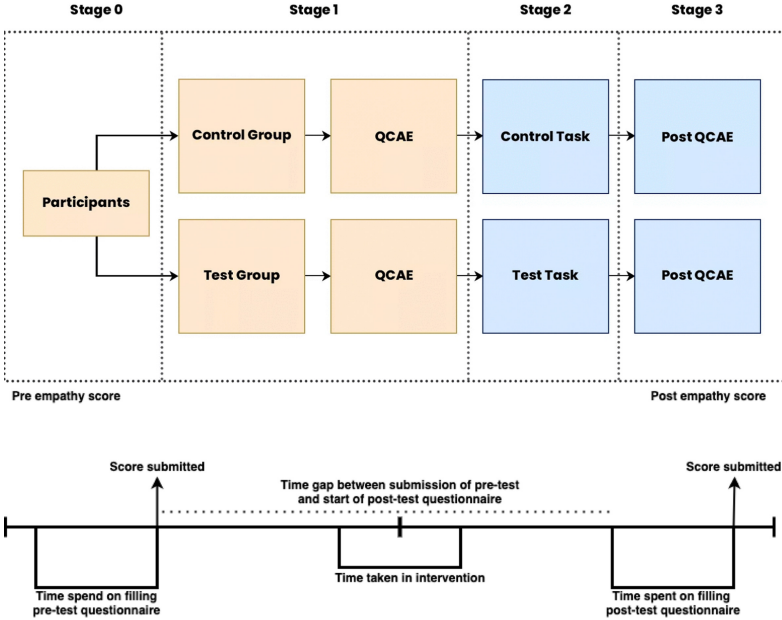 Stage 0
Stage 1
Stage 2
Stage 3
Control Group
QCAE
Control Task
Post QCAE
Participants
Test Group
QCAE
Test Task
Post QCAE
Pre empathy score
Post empathy score
Score submitted
Score submitted
Time gap between submission of pre-test
and start of post-test questionnaire
Time taken in intervention
Time spend on filling
pre-test questionnaire
Time spent on filling
post-test questionnaire